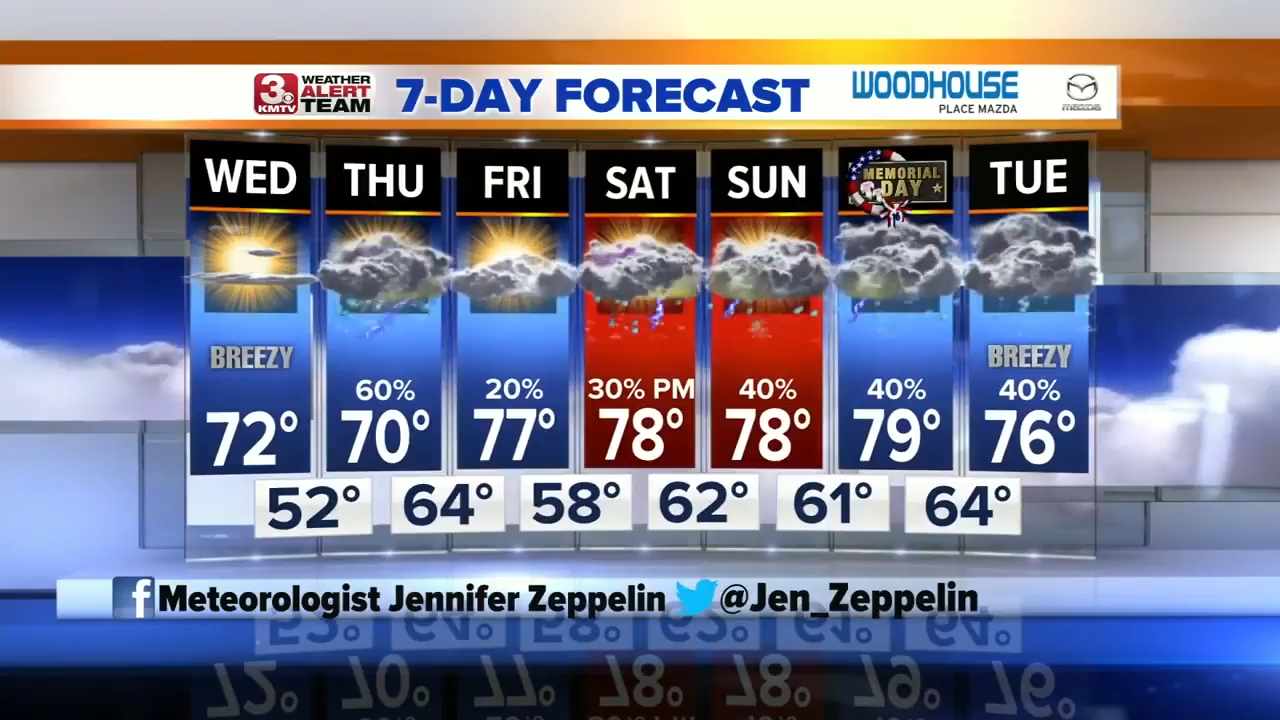 3 KMTV WEATHER ALERT TEAM 7-DAY FORECAST WOODHOUSE PLACE MAZDA mazda
WED THU FRI SAT SUN MEMORIAL DAY TUE
BREEZY BREEZY
60% 20% 30% PM 40% 40% 40%
72° 70° 77° 78° 78° 79° 76°
52° 64° 58° 62° 61° 64°
f Meteorologist Jennifer Zeppelin @Jen_Zeppelin